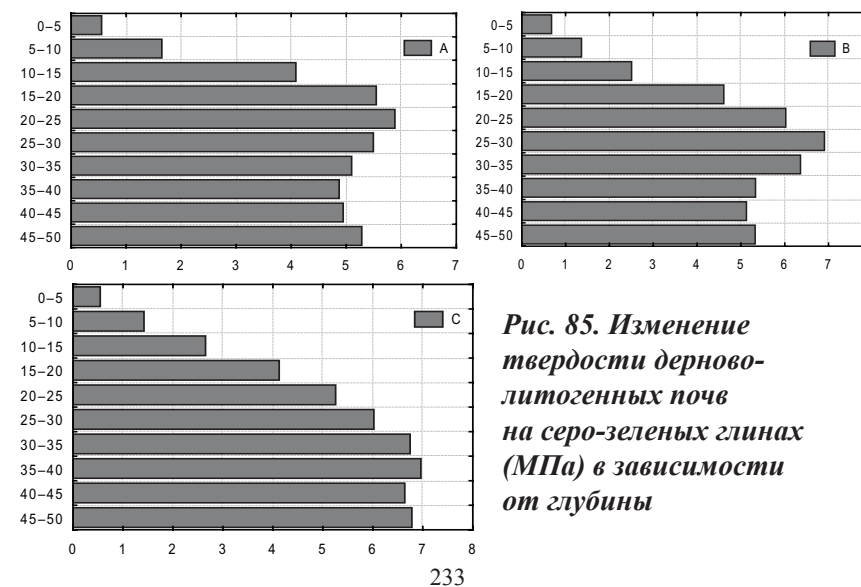 0–5
5–10
10–15
15–20
20–25
25–30
30–35
35–40
40–45
45–50
A
0 1 2 3 4 5 6 7
0–5
5–10
10–15
15–20
20–25
25–30
30–35
35–40
40–45
45–50
B
0 1 2 3 4 5 6 7
0–5
5–10
10–15
15–20
20–25
25–30
30–35
35–40
40–45
45–50
C
0 1 2 3 4 5 6 7 8
Рис. 85. Изменение
твердости дерново-
литогенных почв
на серо-зеленых глинах
(МПа) в зависимости
от глубины
233